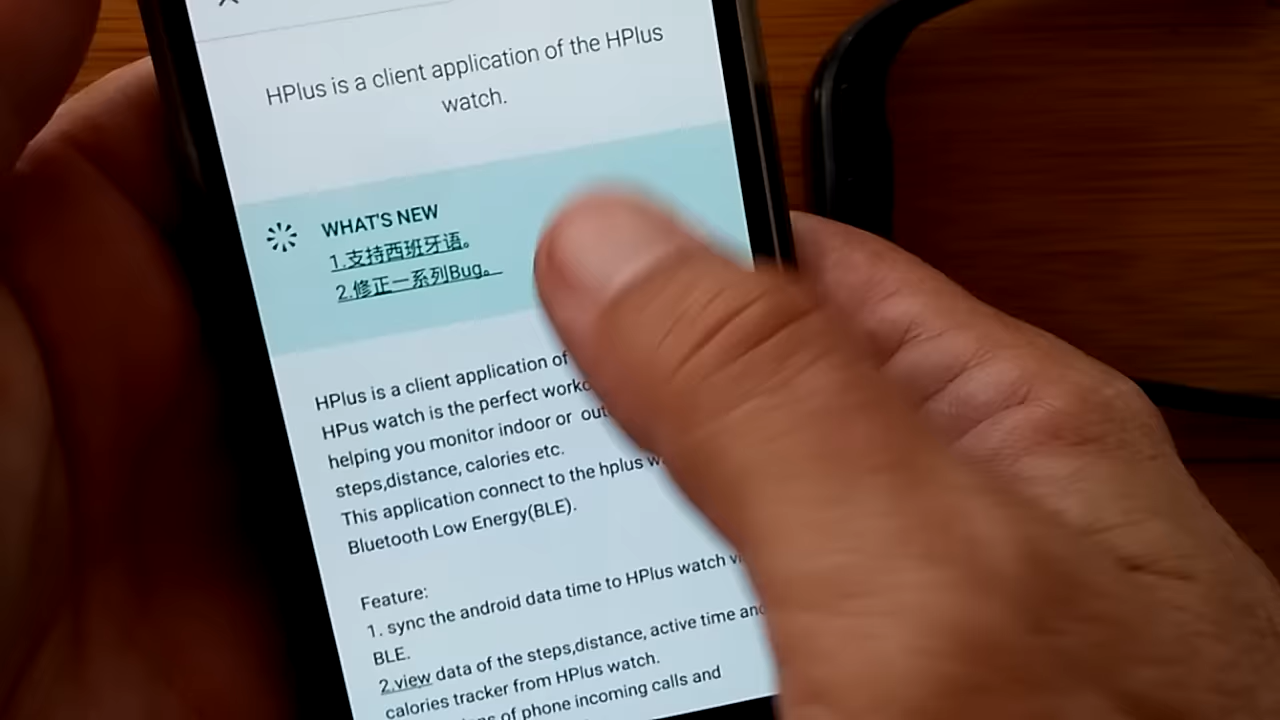 HPlus is a client application of the HPlus
watch.
WHAT'S NEW
1.支持西班牙语。
2.修正一系列Bug。
HPlus is a client application of
HPus watch is the perfect
helping you monitor indoor or
steps,distance, calories etc.
This application connect to the hplus
Bluetooth Low Energy(BLE).
Feature:
1. sync the android data time to HPlus watch
BLE.
2.view data of the steps,distance, active time and
calories tracker from HPlus watch.
of phone incoming calls and